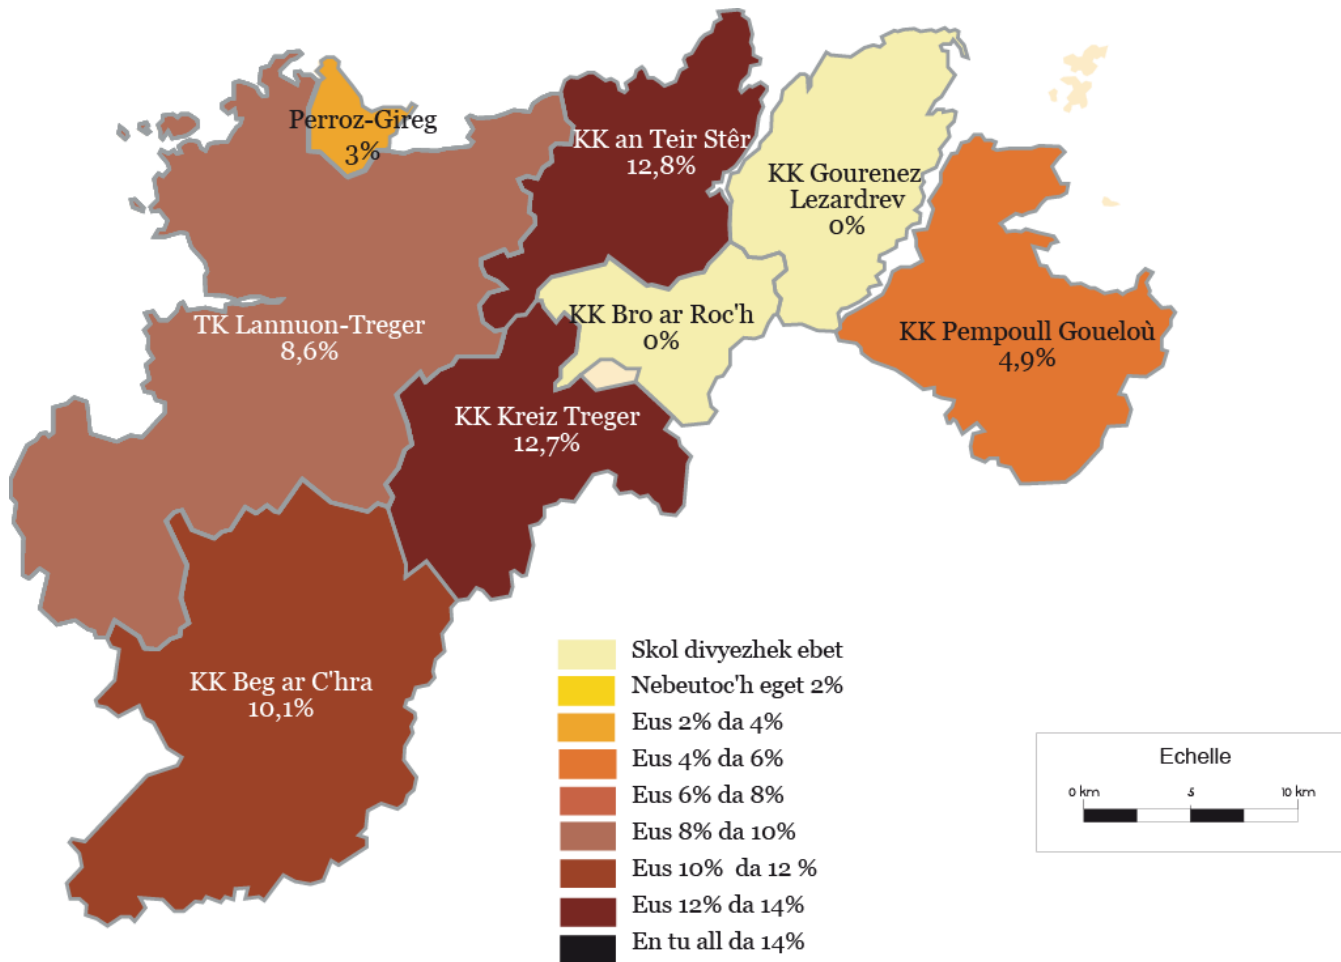 Perroz-Gireg
3%
KK an Teir Stêr
12,8%
KK Gourenez
Lezardrev
0%
TK Lannuon-Treger
8,6%
KK Bro ar Roc'h
0%
KK Pempoull Goueloù
4,9%
KK Kreiz Treger
12,7%
KK Beg ar C'hra
10,1%
Skol divyezhek ebet
Nebeutoc'h eget 2%
Eus 2% da 4%
Eus 4% da 6%
Eus 6% da 8%
Eus 8% da 10%
Eus 10% da 12 %
Eus 12% da 14%
En tu all da 14%
Echelle
0 km 5 10 km